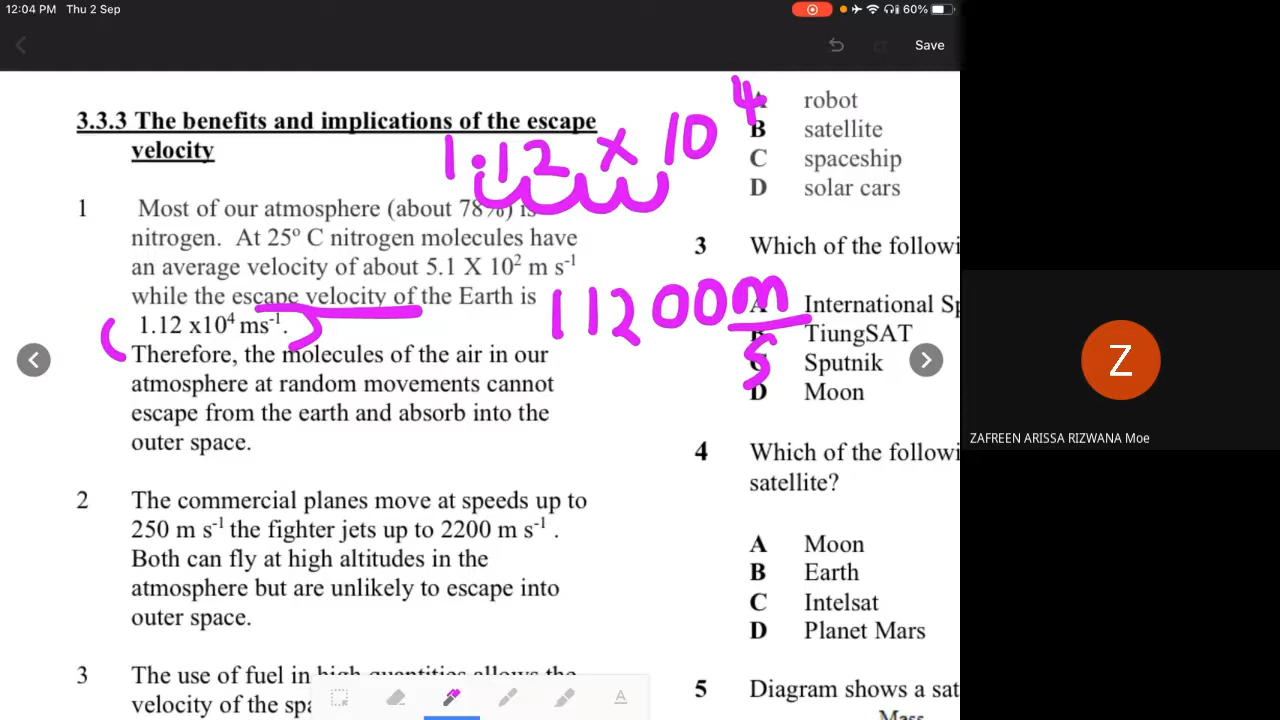 12:04 PM Thu 2 Sep
60%
Save
3.3.3 The benefits and implications of the escape
velocity
1.12 x 10⁴
1 Most of our atmosphere (about 78%) is
nitrogen. At 25º C nitrogen molecules have
an average velocity of about 5.1 X 10² m s⁻¹
while the escape velocity of the Earth is
1.12 x10⁴ ms⁻¹.
11200 m/s
Therefore, the molecules of the air in our
atmosphere at random movements cannot
escape from the earth and absorb into the
outer space.
2 The commercial planes move at speeds up to
250 m s⁻¹ the fighter jets up to 2200 m s⁻¹ .
Both can fly at high altitudes in the
atmosphere but are unlikely to escape into
outer space.
3 The use of fuel in high quantities allows the
velocity of the
A robot
B satellite
C spaceship
D solar cars
3 Which of the
A International
B TiungSAT
C Sputnik
D Moon
4 Which of the
satellite?
A Moon
B Earth
C Intelsat
D Planet Mars
5 Diagram shows a
Mass
A
Z
ZAFREEN ARISSA RIZWANA Moe